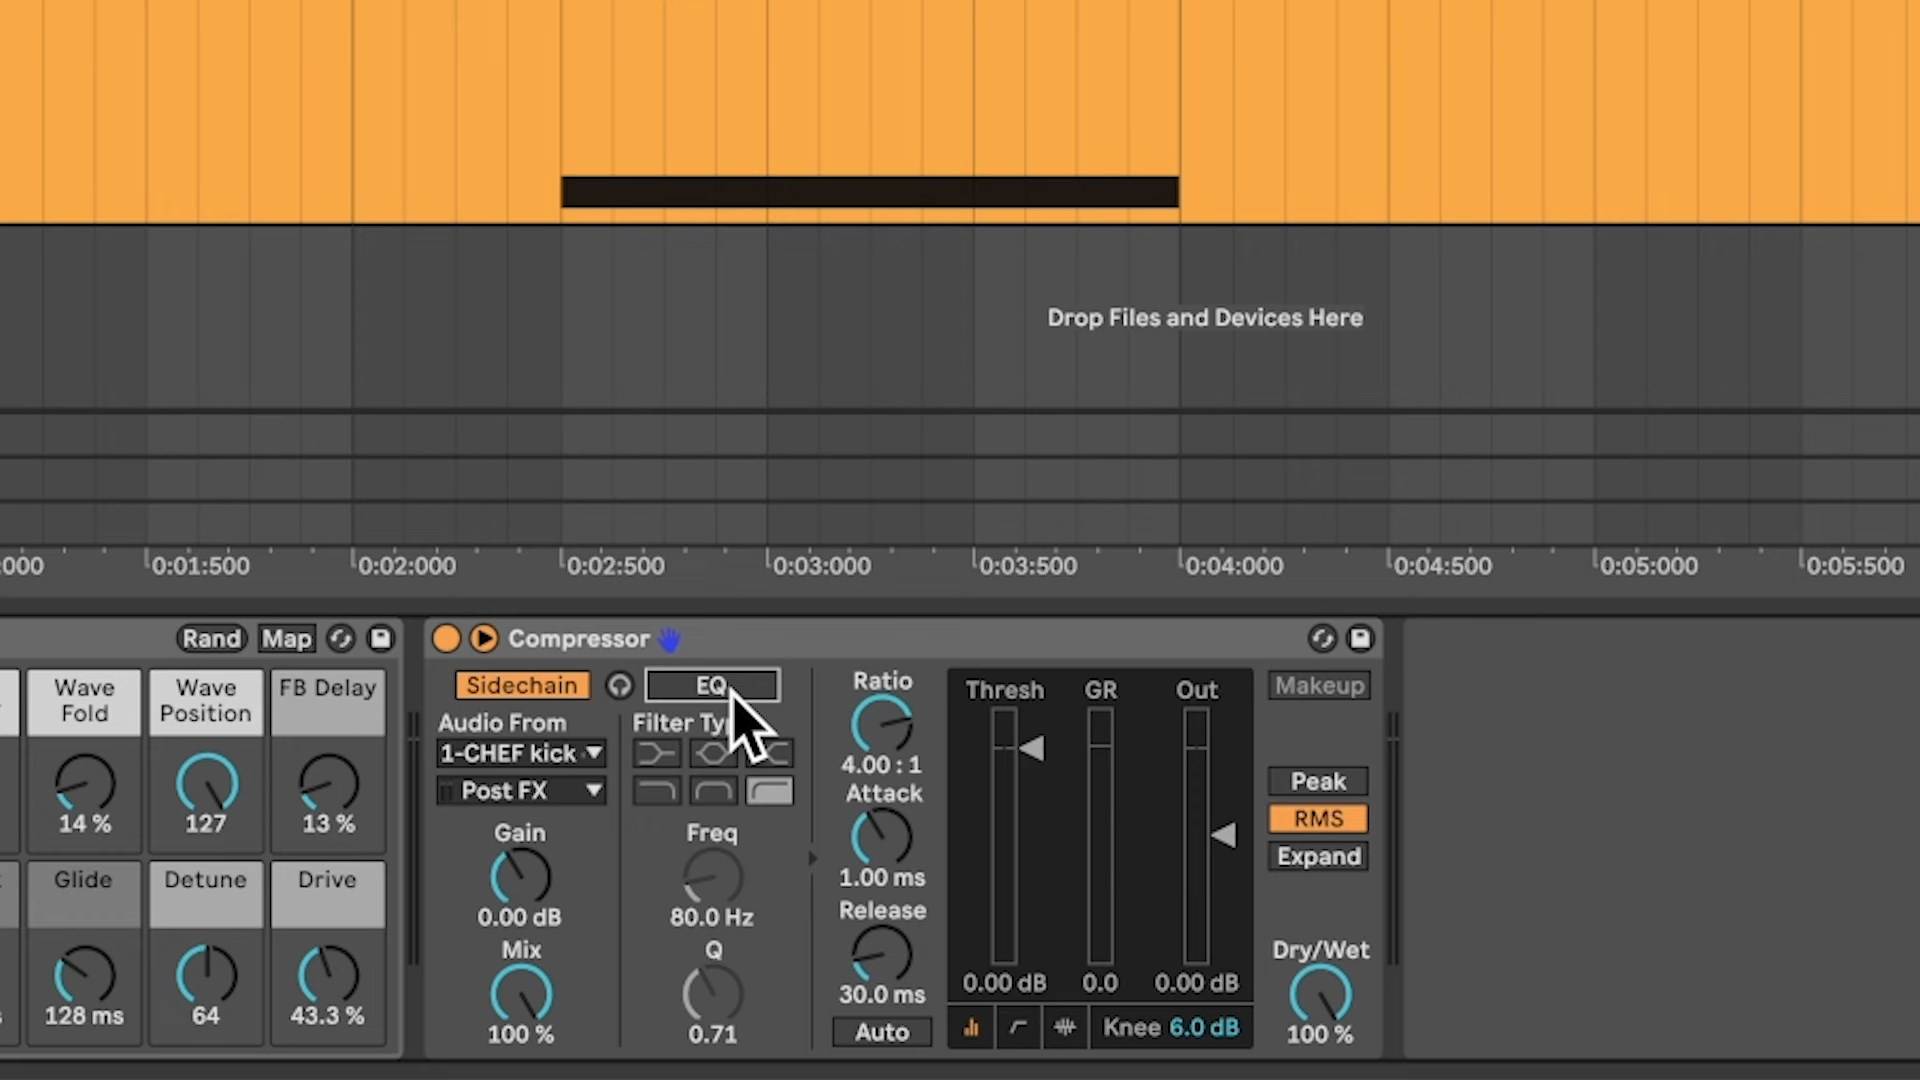 Drop Files and Devices Here
:000 0:01:500 0:02:000 0:02:500 0:03:000 0:03:500 0:04:000 0:04:500 0:05:000 0:05:500
Rand Map
Wave Fold
14 %
Wave Position
127
FB Delay
13 %
Glide
128 ms
Detune
64
Drive
43.3 %
Compressor
Sidechain
EQ
Audio From
1-CHEF kick
Post FX
Gain
0.00 dB
Mix
100 %
Filter Ty
Freq
80.0 Hz
Q
0.71
Ratio
4.00 : 1
Attack
1.00 ms
Release
30.0 ms
Auto
Thresh GR Out
0.00 dB 0.0 0.00 dB
Knee 6.0 dB
Makeup
Peak
RMS
Expand
Dry/Wet
100 %